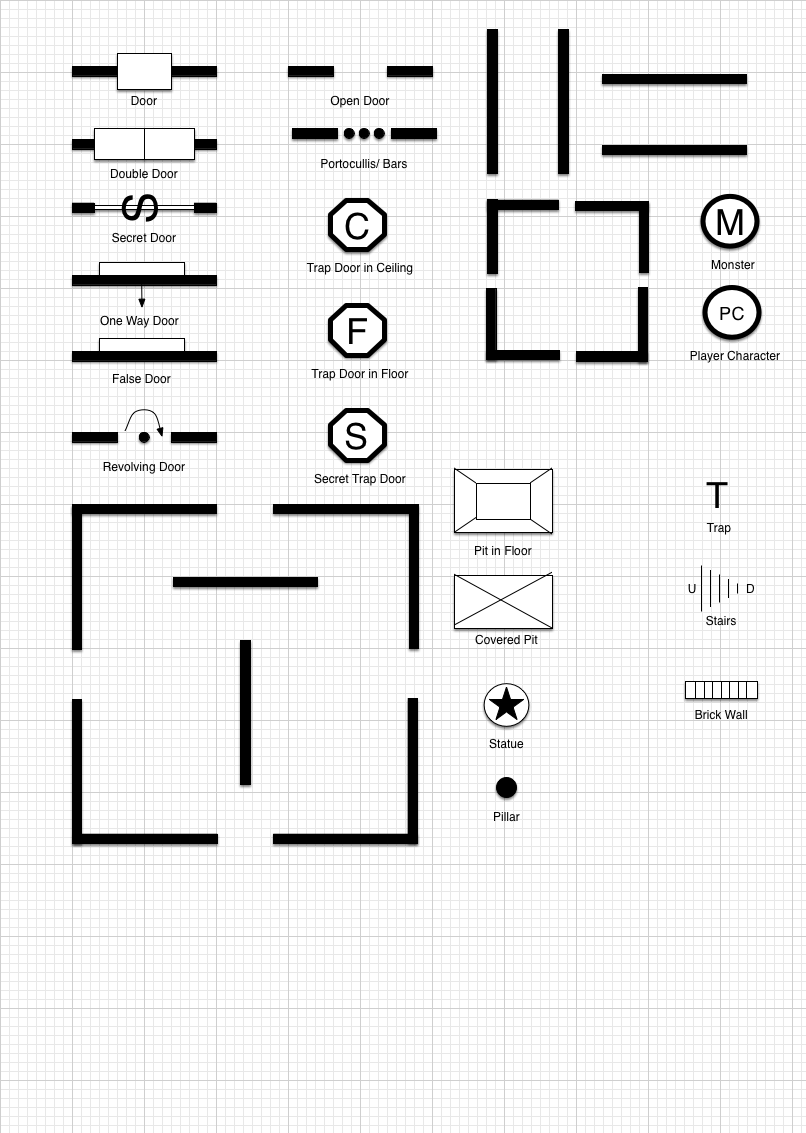 Door
Open Door
Double Door
Portocullis/ Bars
S
Secret Door
C
Trap Door in Ceiling
M
Monster
One Way Door
F
Trap Door in Floor
PC
Player Character
False Door
S
Secret Trap Door
Revolving Door
Pit in Floor
T
Trap
Covered Pit
U D
Stairs
Statue
Brick Wall
Pillar